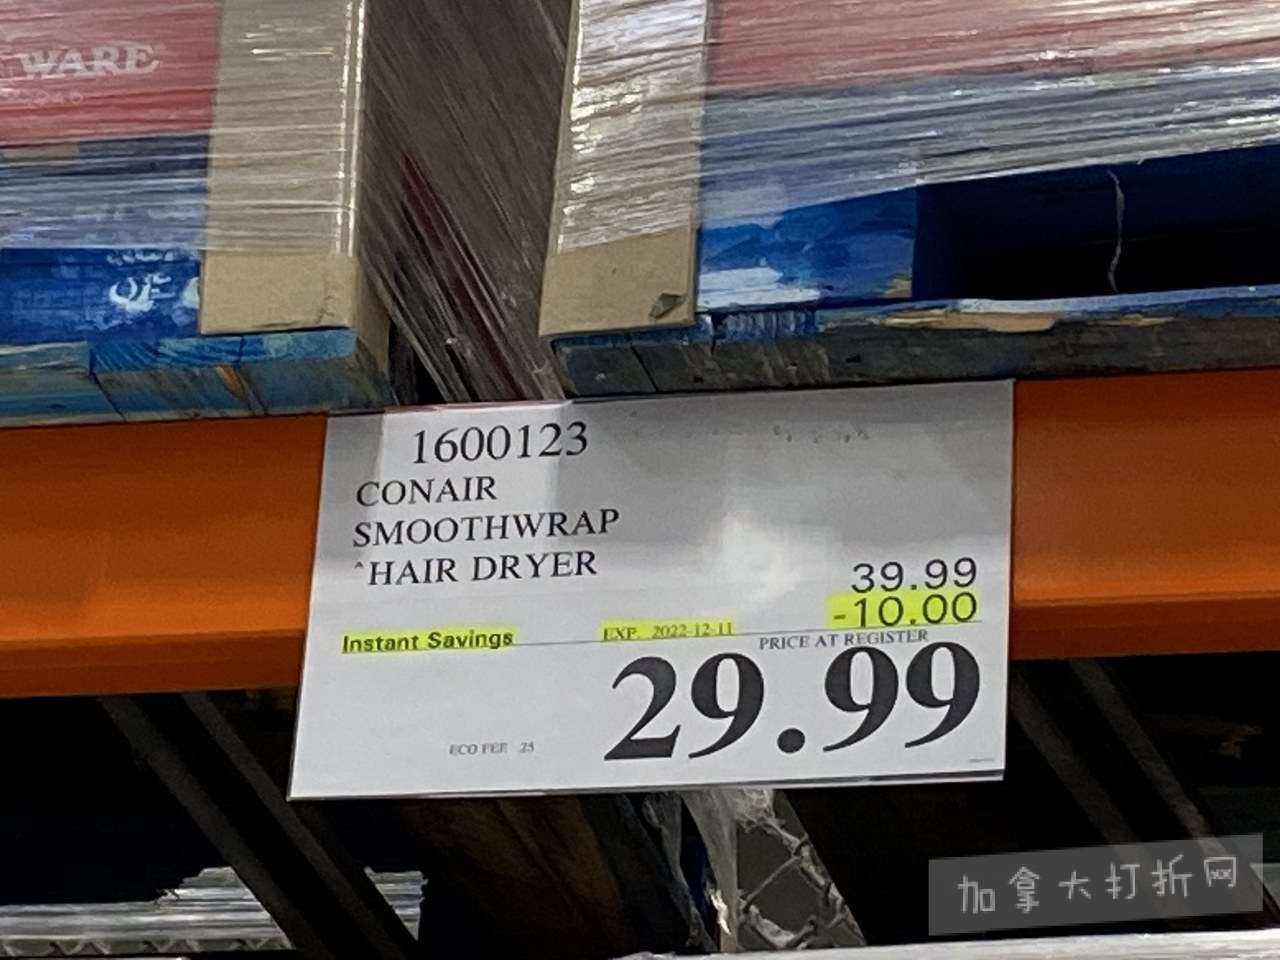 WARE
OF
1600123
CONAIR
SMOOTHWRAP
^HAIR DRYER
39.99
-10.00
Instant Savings EXP. 2022-12-11 PRICE AT REGISTER
29.99
ECO FEE 25
加拿大打折网